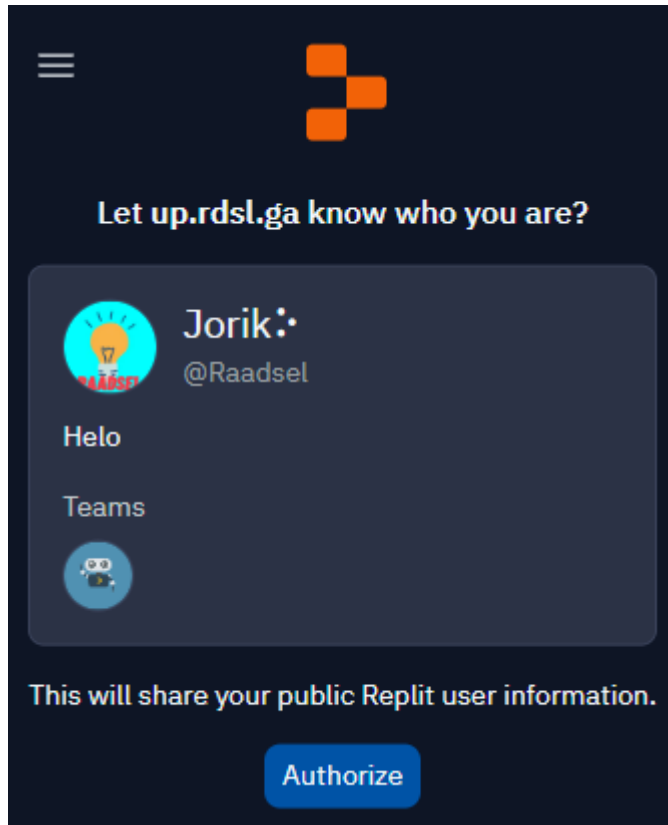 Let up.rdsl.ga know who you are?
Jorik
@Raadsel
RAADSEL
Helo
Teams
This will share your public Replit user information.
Authorize